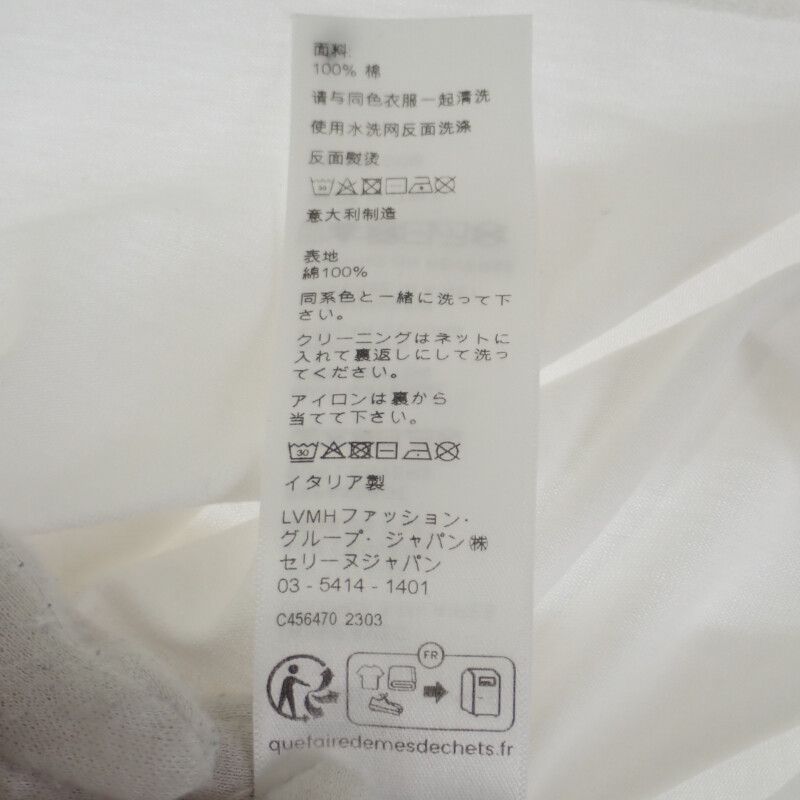 面料:
100% 棉
请与同色衣服一起清洗
使用水洗网反面洗涤
反面熨烫
30
意大利制造
表地
綿100%
同系色と一緒に洗って下
さい。
クリーニングはネットに
入れて裏返しにして洗っ
てください。
アイロンは裏から
当てて下さい。
30
イタリア製
LVMHファッション·
グループ· ジャパン㈱
セリーヌジャパン
03 - 5414 - 1401
C456470 2303
FR
quefairedemesdechets.fr